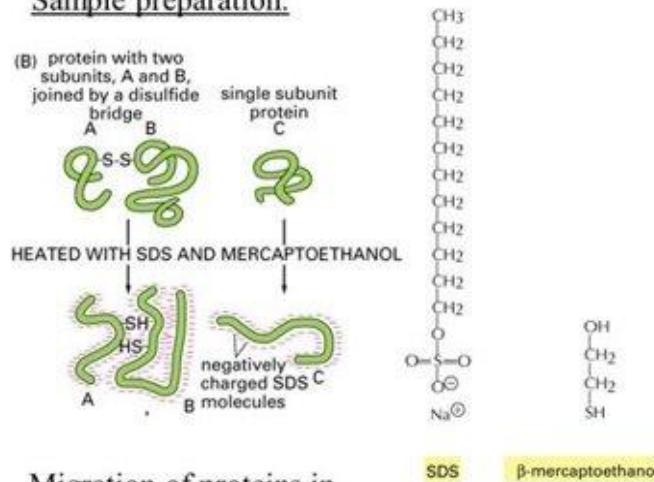 Sample preparation:
(B) protein with two
subunits, A and B,
joined by a disulfide
bridge
single subunit
protein
A
B
C
S-S
HEATED WITH SDS AND MERCAPTOETHANOL
SH
HS
negatively
charged SDS
molecules
A
B
C
CH3
CH2
CH2
CH2
CH2
CH2
CH2
CH2
CH2
CH2
CH2
CH2
O
O=S=O
O⊖
Na⊕
SDS
OH
CH2
CH2
SH
β-mercaptoethano
Migration of proteins in